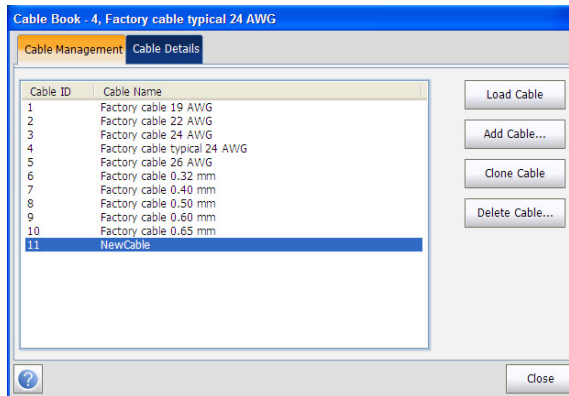 Cable Book - 4, Factory cable typical 24 AWG
Cable Management Cable Details
Cable ID Cable Name
1 Factory cable 19 AWG
2 Factory cable 22 AWG
3 Factory cable 24 AWG
4 Factory cable typical 24 AWG
5 Factory cable 26 AWG
6 Factory cable 0.32 mm
7 Factory cable 0.40 mm
8 Factory cable 0.50 mm
9 Factory cable 0.60 mm
10 Factory cable 0.65 mm
11 NewCable
Load Cable
Add Cable...
Clone Cable
Delete Cable...
?
Close